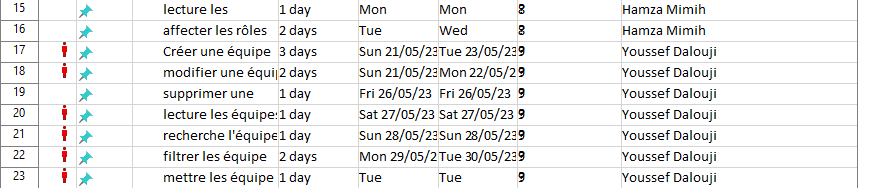 15 lecture les 1 day Mon Mon 8 Hamza Mimih
16 affecter les rôles 2 days Tue Wed 8 Hamza Mimih
17 Créer une équipe 3 days Sun 21/05/23 Tue 23/05/23 9 Youssef Dalouji
18 modifier une équi 2 days Sun 21/05/23 Mon 22/05/2 9 Youssef Dalouji
19 supprimer une 1 day Fri 26/05/23 Fri 26/05/23 9 Youssef Dalouji
20 lecture les équipes 1 day Sat 27/05/23 Sat 27/05/23 9 Youssef Dalouji
21 recherche l'équipe 1 day Sun 28/05/23 Sun 28/05/23 9 Youssef Dalouji
22 filtrer les équipe 2 days Mon 29/05/2 Tue 30/05/23 9 Youssef Dalouji
23 mettre les équipe 1 day Tue Tue 9 Youssef Dalouji